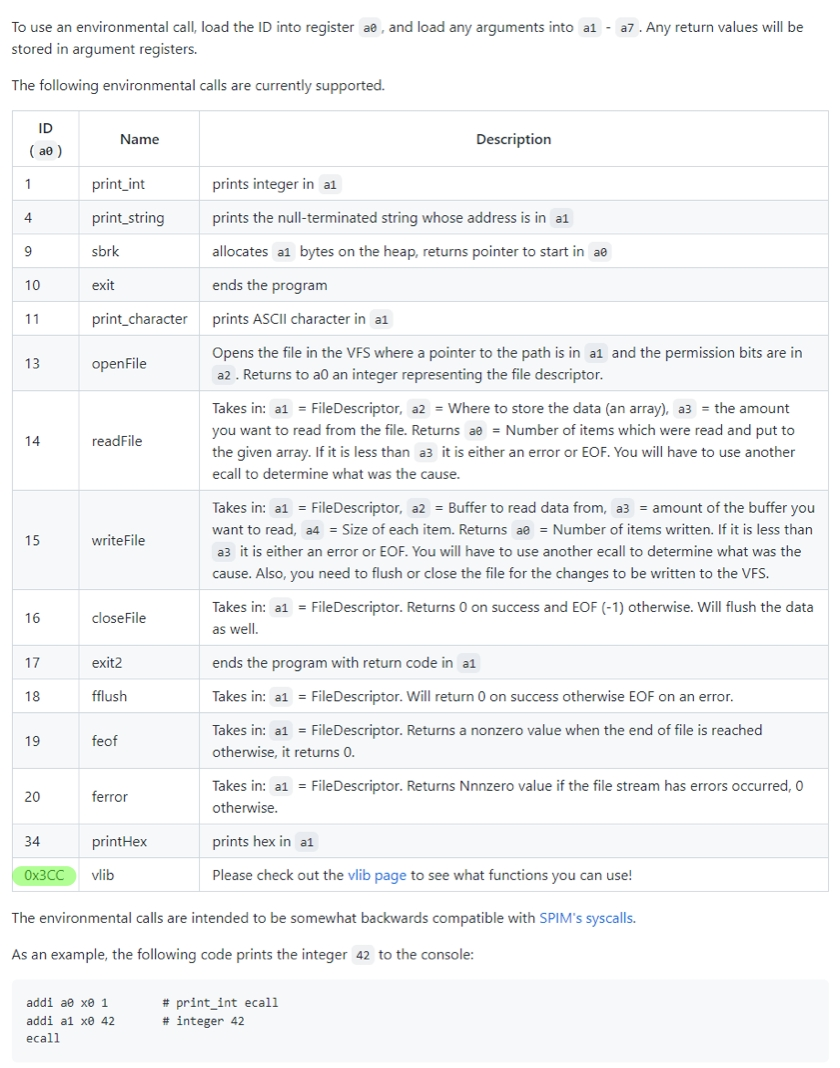 To use an environmental call, load the ID into register a0 , and load any arguments into a1 - a7 . Any return values will be
stored in argument registers.
The following environmental calls are currently supported.
ID
( a0 )
Name
Description
1
print_int
prints integer in a1
4
print_string
prints the null-terminated string whose address is in a1
9
sbrk
allocates a1 bytes on the heap, returns pointer to start in a0
10
exit
ends the program
11
print_character
prints ASCII character in a1
13
openFile
Opens the file in the VFS where a pointer to the path is in a1 and the permission bits are in
a2 . Returns to a0 an integer representing the file descriptor.
14
readFile
Takes in: a1 = FileDescriptor, a2 = Where to store the data (an array), a3 = the amount
you want to read from the file. Returns a0 = Number of items which were read and put to
the given array. If it is less than a3 it is either an error or EOF. You will have to use another
ecall to determine what was the cause.
15
writeFile
Takes in: a1 = FileDescriptor, a2 = Buffer to read data from, a3 = amount of the buffer you
want to read, a4 = Size of each item. Returns a0 = Number of items written. If it is less than
a3 it is either an error or EOF. You will have to use another ecall to determine what was the
cause. Also, you need to flush or close the file for the changes to be written to the VFS.
16
closeFile
Takes in: a1 = FileDescriptor. Returns 0 on success and EOF (-1) otherwise. Will flush the data
as well.
17
exit2
ends the program with return code in a1
18
fflush
Takes in: a1 = FileDescriptor. Will return 0 on success otherwise EOF on an error.
19
feof
Takes in: a1 = FileDescriptor. Returns a nonzero value when the end of file is reached
otherwise, it returns 0.
20
ferror
Takes in: a1 = FileDescriptor. Returns Nnnzero value if the file stream has errors occurred, 0
otherwise.
34
printHex
prints hex in a1
0x3CC
vlib
Please check out the vlib page to see what functions you can use!
The environmental calls are intended to be somewhat backwards compatible with SPIM's syscalls.
As an example, the following code prints the integer 42 to the console:
addi a0 x0 1 # print_int ecall
addi a1 x0 42 # integer 42
ecall